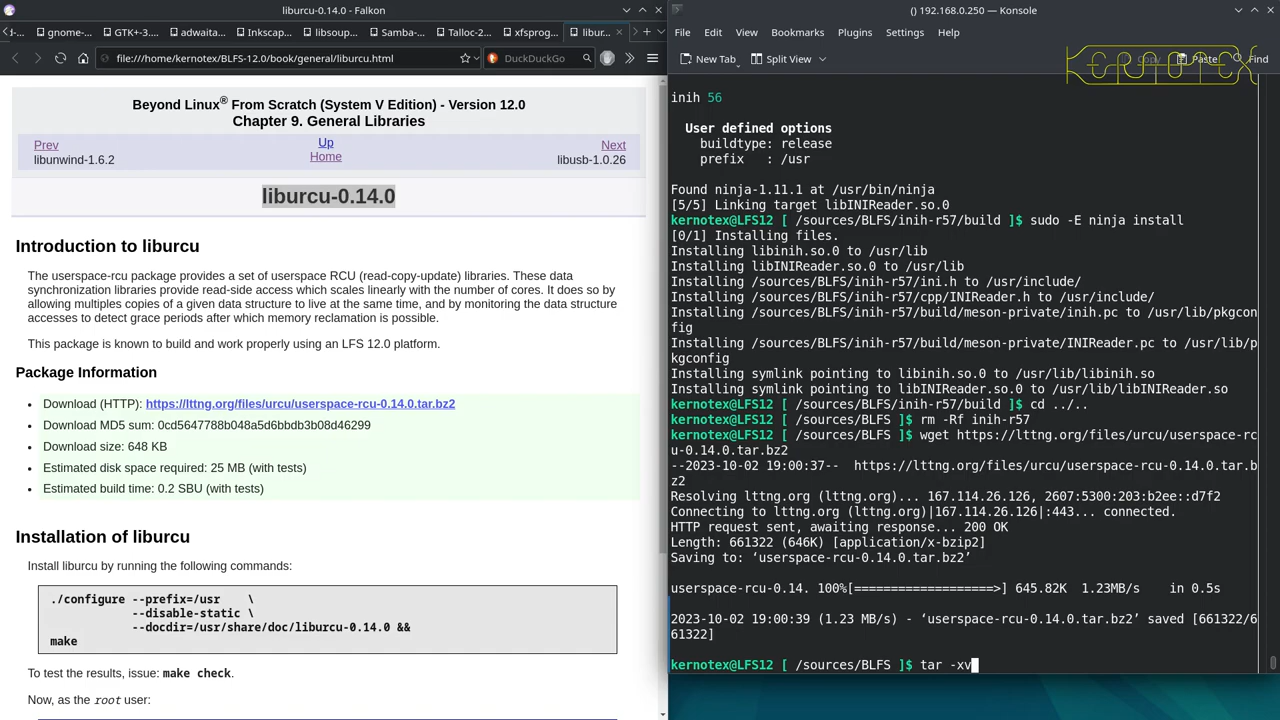 liburcu-0.14.0 - Falkon
gnome-...
GTK+-3....
adwaita...
Inkscap...
libsoup...
Samba-...
Talloc-2...
xfsprog...
libur...
file:///home/kernotex/BLFS-12.0/book/general/liburcu.html
DuckDuckGo
Beyond Linux® From Scratch (System V Edition) - Version 12.0
Chapter 9. General Libraries
Prev Up Next
libunwind-1.6.2 Home libusb-1.0.26
liburcu-0.14.0
Introduction to liburcu
The userspace-rcu package provides a set of userspace RCU (read-copy-update) libraries. These data
synchronization libraries provide read-side access which scales linearly with the number of cores. It does so by
allowing multiples copies of a given data structure to live at the same time, and by monitoring the data structure
accesses to detect grace periods after which memory reclamation is possible.
This package is known to build and work properly using an LFS 12.0 platform.
Package Information
• Download (HTTP): https://lttng.org/files/urcu/userspace-rcu-0.14.0.tar.bz2
• Download MD5 sum: 0cd5647788b048a5d6bbdb3b08d46299
• Download size: 648 KB
• Estimated disk space required: 25 MB (with tests)
• Estimated build time: 0.2 SBU (with tests)
Installation of liburcu
Install liburcu by running the following commands:
./configure --prefix=/usr    \
            --disable-static \
            --docdir=/usr/share/doc/liburcu-0.14.0 &&
make
To test the results, issue: make check.
Now, as the root user:
() 192.168.0.250 — Konsole
File Edit View Bookmarks Plugins Settings Help
New Tab Split View Copy Paste Find
KERNOTEX
inih 56
User defined options
buildtype: release
prefix   : /usr
Found ninja-1.11.1 at /usr/bin/ninja
[5/5] Linking target libINIReader.so.0
kernotex@LFS12 [ /sources/BLFS/inih-r57/build ]$ sudo -E ninja install
[0/1] Installing files.
Installing libinih.so.0 to /usr/lib
Installing libINIReader.so.0 to /usr/lib
Installing /sources/BLFS/inih-r57/ini.h to /usr/include/
Installing /sources/BLFS/inih-r57/cpp/INIReader.h to /usr/include/
Installing /sources/BLFS/inih-r57/build/meson-private/inih.pc to /usr/lib/pkgcon
fig
Installing /sources/BLFS/inih-r57/build/meson-private/INIReader.pc to /usr/lib/p
kgconfig
Installing symlink pointing to libinih.so.0 to /usr/lib/libinih.so
Installing symlink pointing to libINIReader.so.0 to /usr/lib/libINIReader.so
kernotex@LFS12 [ /sources/BLFS/inih-r57/build ]$ cd ../..
kernotex@LFS12 [ /sources/BLFS ]$ rm -Rf inih-r57
kernotex@LFS12 [ /sources/BLFS ]$ wget https://lttng.org/files/urcu/userspace-rc
u-0.14.0.tar.bz2
--2023-10-02 19:00:37--  https://lttng.org/files/urcu/userspace-rcu-0.14.0.tar.b
z2
Resolving lttng.org (lttng.org)... 167.114.26.126, 2607:5300:203:b2ee::d7f2
Connecting to lttng.org (lttng.org)|167.114.26.126|:443... connected.
HTTP request sent, awaiting response... 200 OK
Length: 661322 (646K) [application/x-bzip2]
Saving to: ‘userspace-rcu-0.14.0.tar.bz2’
userspace-rcu-0.14. 100%[===================>] 645.82K  1.23MB/s    in 0.5s
2023-10-02 19:00:39 (1.23 MB/s) - ‘userspace-rcu-0.14.0.tar.bz2’ saved [661322/6
61322]
kernotex@LFS12 [ /sources/BLFS ]$ tar -xv